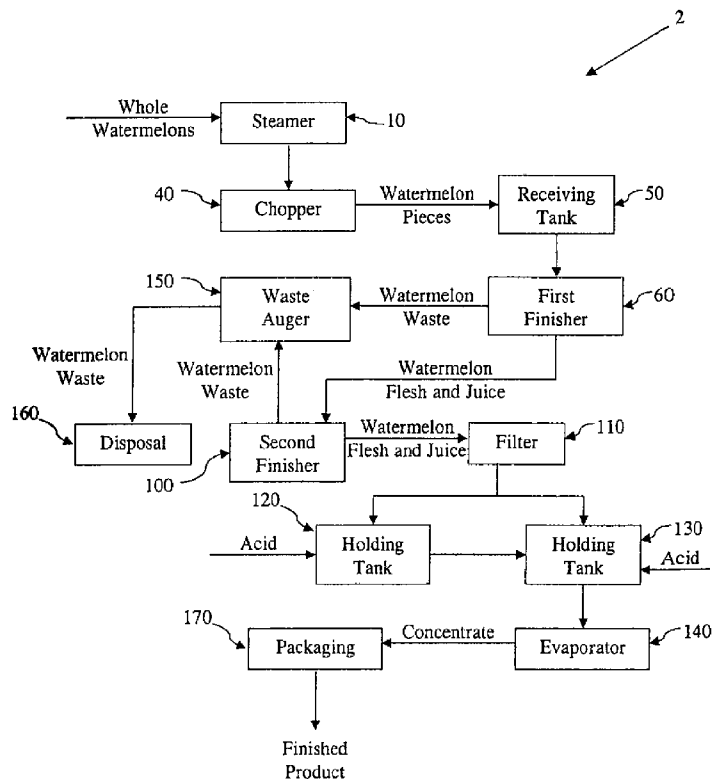 2
Whole
Watermelons
Steamer
10
40
Chopper
Watermelon
Pieces
Receiving
Tank
50
150
Waste
Auger
Watermelon
Waste
First
Finisher
60
Watermelon
Waste
Watermelon
Waste
Watermelon
Flesh and Juice
160
Disposal
100
Second
Finisher
Watermelon
Flesh and Juice
Filter
110
120
Acid
Holding
Tank
Holding
Tank
130
Acid
170
Packaging
Concentrate
Evaporator
140
Finished
Product